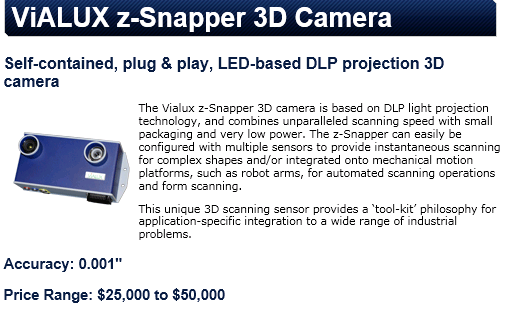 ViALUX z-Snapper 3D Camera
Self-contained, plug & play, LED-based DLP projection 3D
camera
The Vialux z-Snapper 3D camera is based on DLP light projection
technology, and combines unparalleled scanning speed with small
packaging and very low power. The z-Snapper can easily be
configured with multiple sensors to provide instantaneous scanning
for complex shapes and/or integrated onto mechanical motion
platforms, such as robot arms, for automated scanning operations
and form scanning.
This unique 3D scanning sensor provides a ‘tool-kit’ philosophy for
application-specific integration to a wide range of industrial
problems.
Accuracy: 0.001"
Price Range: $25,000 to $50,000